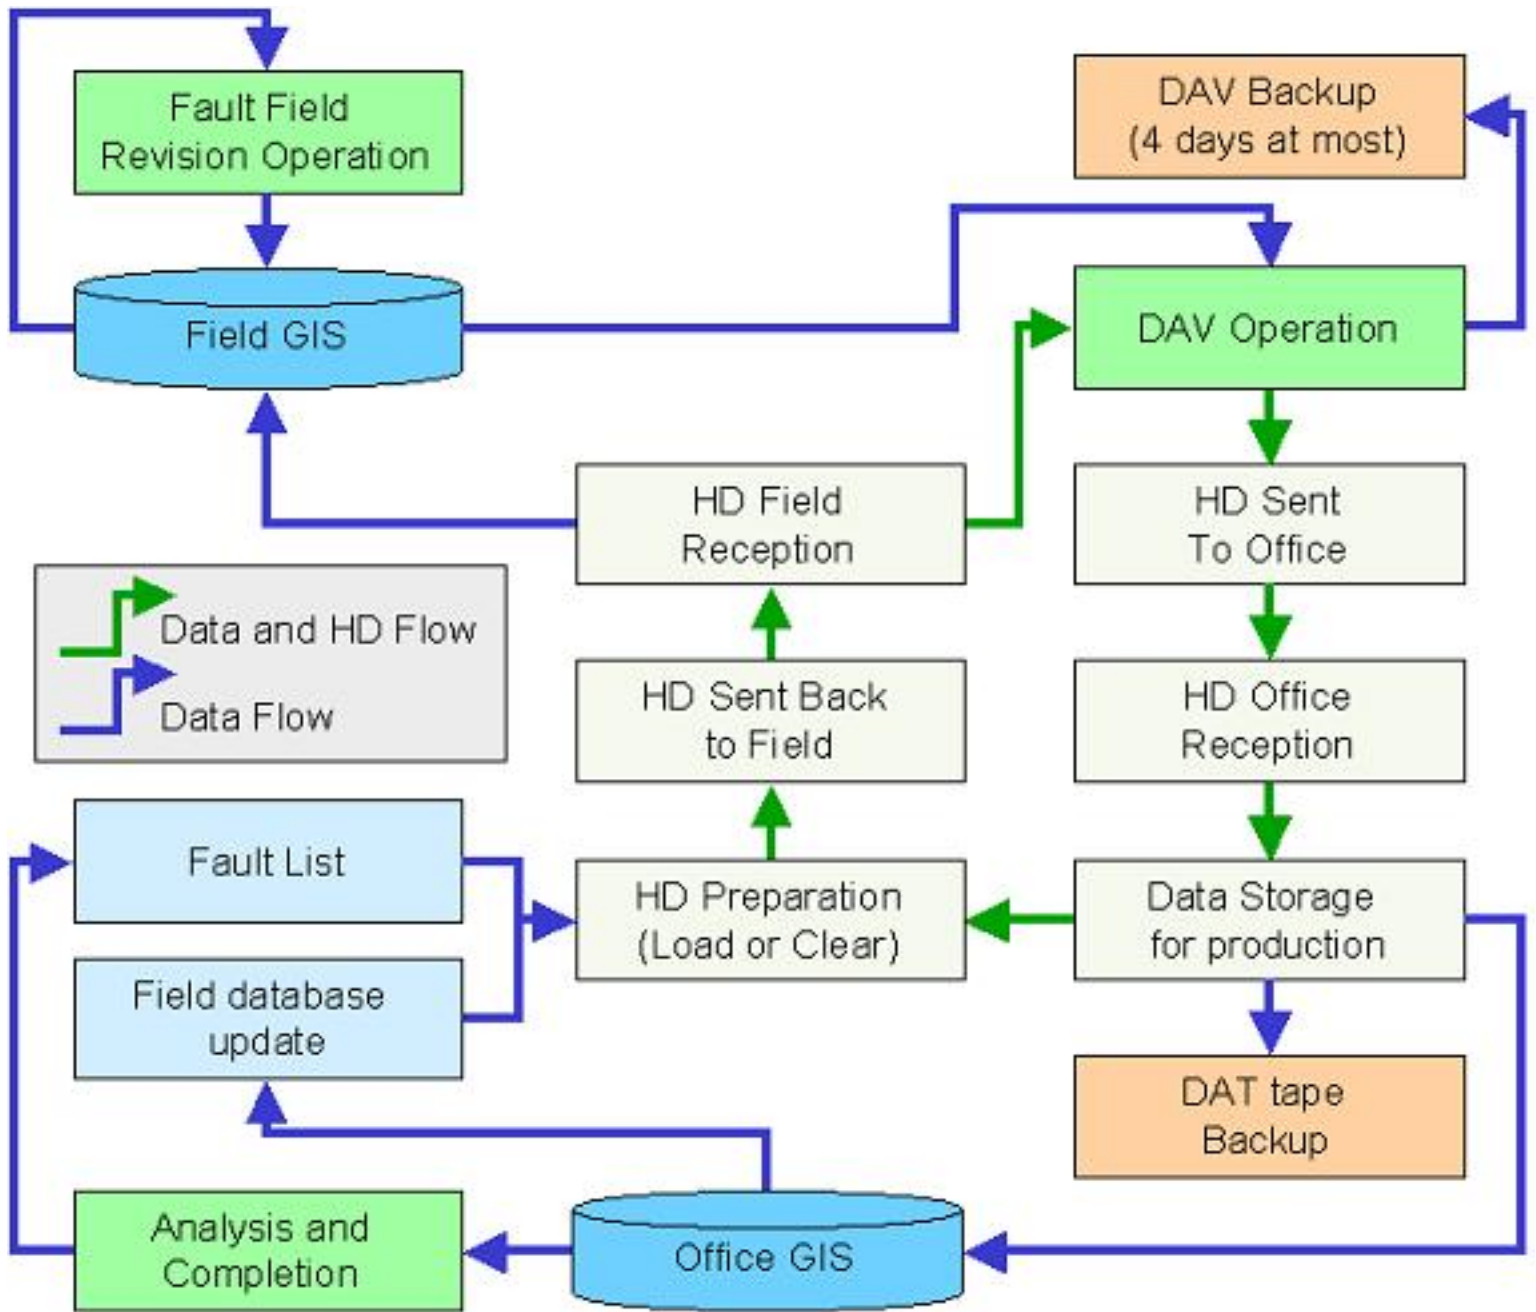 Fault Field
Revision Operation
DAV Backup
(4 days at most)
Field GIS
DAV Operation
HD Field
Reception
HD Sent
To Office
Data and HD Flow
Data Flow
HD Sent Back
to Field
HD Office
Reception
Fault List
HD Preparation
(Load or Clear)
Data Storage
for production
Field database
update
DAT tape
Backup
Analysis and
Completion
Office GIS